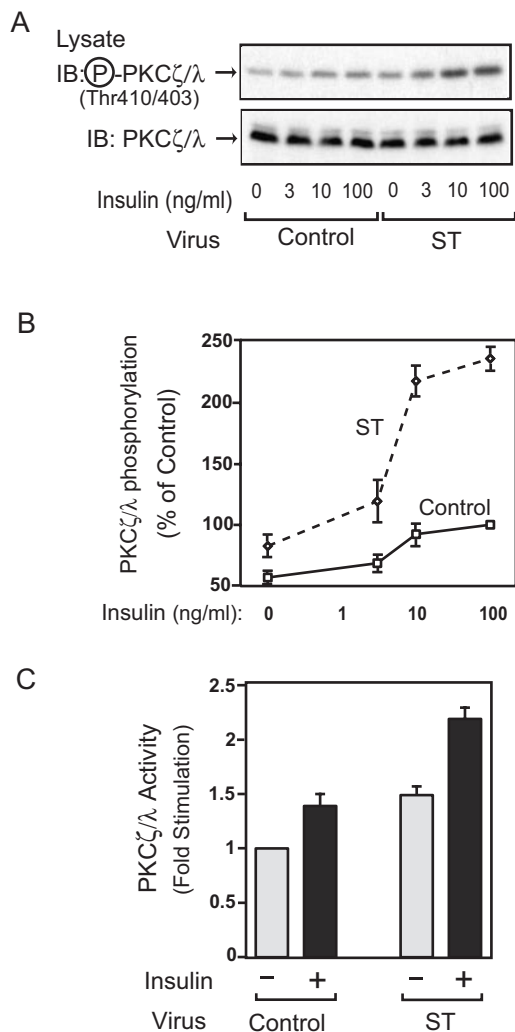 A
Lysate
IB:Ⓟ-PKCζ/λ
(Thr410/403)
IB: PKCζ/λ
Insulin (ng/ml) 0 3 10 100 0 3 10 100
Virus Control ST
B
PKCζ/λ phosphorylation
(% of Control)
250
200
150
100
50
ST
Control
Insulin (ng/ml): 0 1 10 100
C
PKCζ/λ Activity
(Fold Stimulation)
2.5
2
1.5
1
0.5
0
Insulin − + − +
Virus Control ST